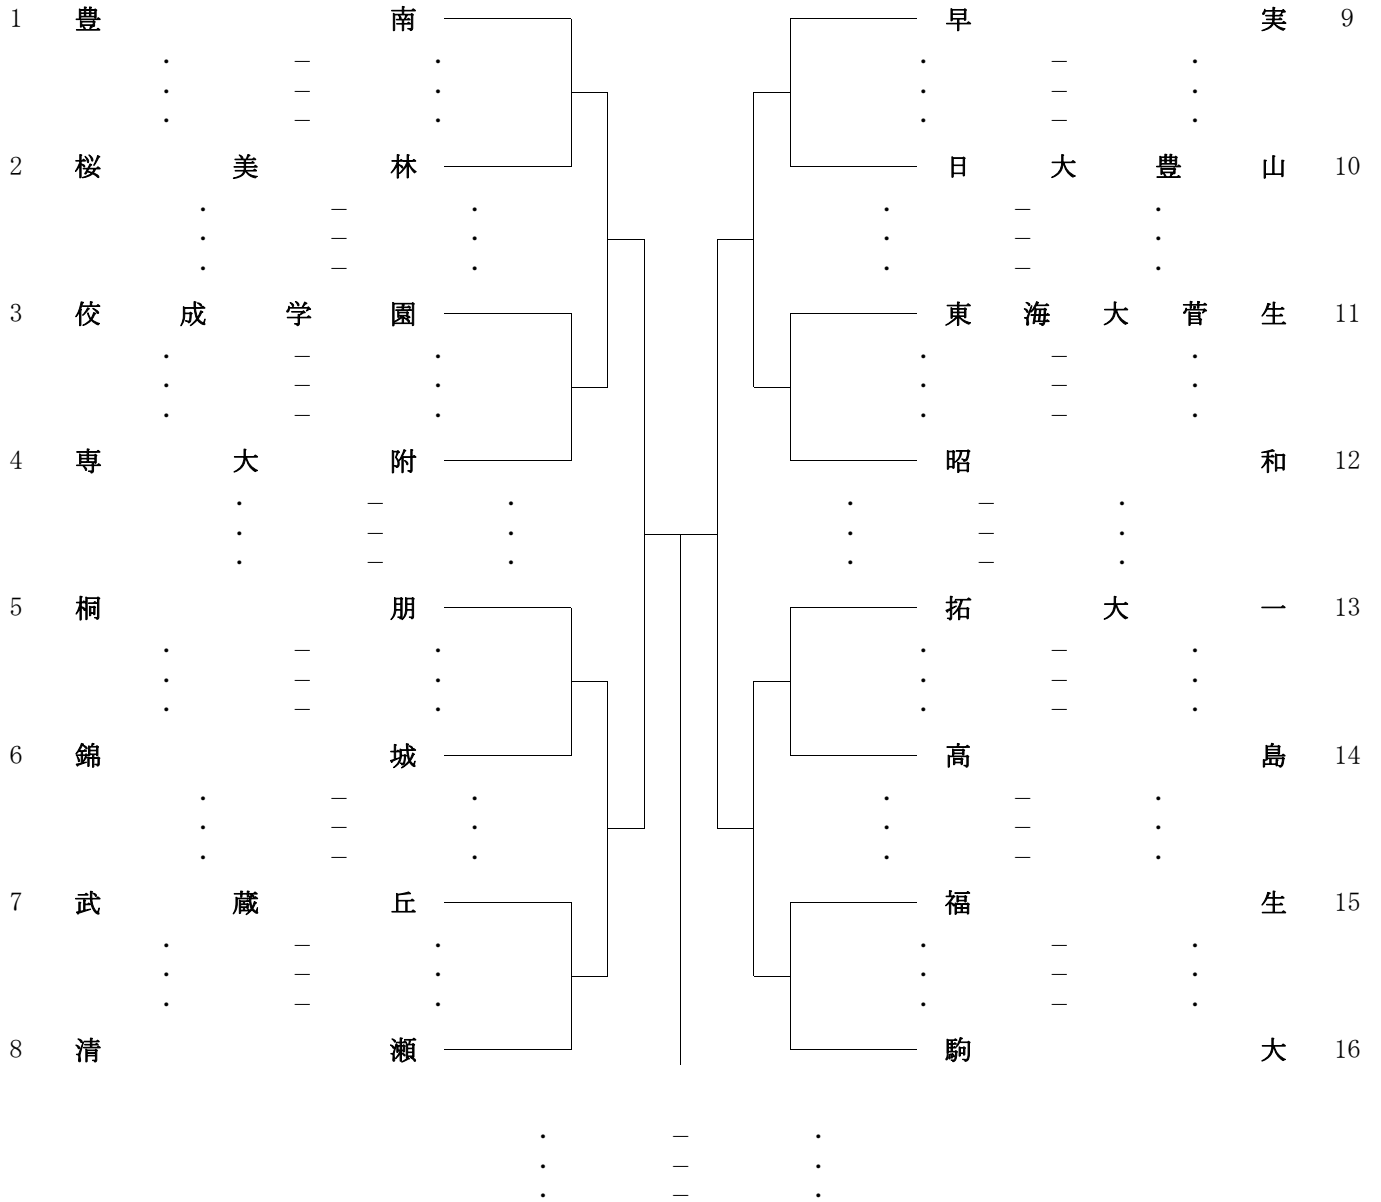 1 豊南 早実 9
・ － ・ ・ － ・
・ － ・ ・ － ・
・ － ・ ・ － ・
2 桜美林 日大豊山 10
・ － ・ ・ － ・
・ － ・ ・ － ・
・ － ・ ・ － ・
3 佼成学園 東海大菅生 11
・ － ・ ・ － ・
・ － ・ ・ － ・
・ － ・ ・ － ・
4 専大附 昭和 12
・ － ・ ・ － ・
・ － ・ ・ － ・
・ － ・ ・ － ・
5 桐朋 拓大一 13
・ － ・ ・ － ・
・ － ・ ・ － ・
・ － ・ ・ － ・
6 錦城 高島 14
・ － ・ ・ － ・
・ － ・ ・ － ・
・ － ・ ・ － ・
7 武蔵丘 福生 15
・ － ・ ・ － ・
・ － ・ ・ － ・
・ － ・ ・ － ・
8 清瀬 駒大 16
・ － ・
・ － ・
・ － ・